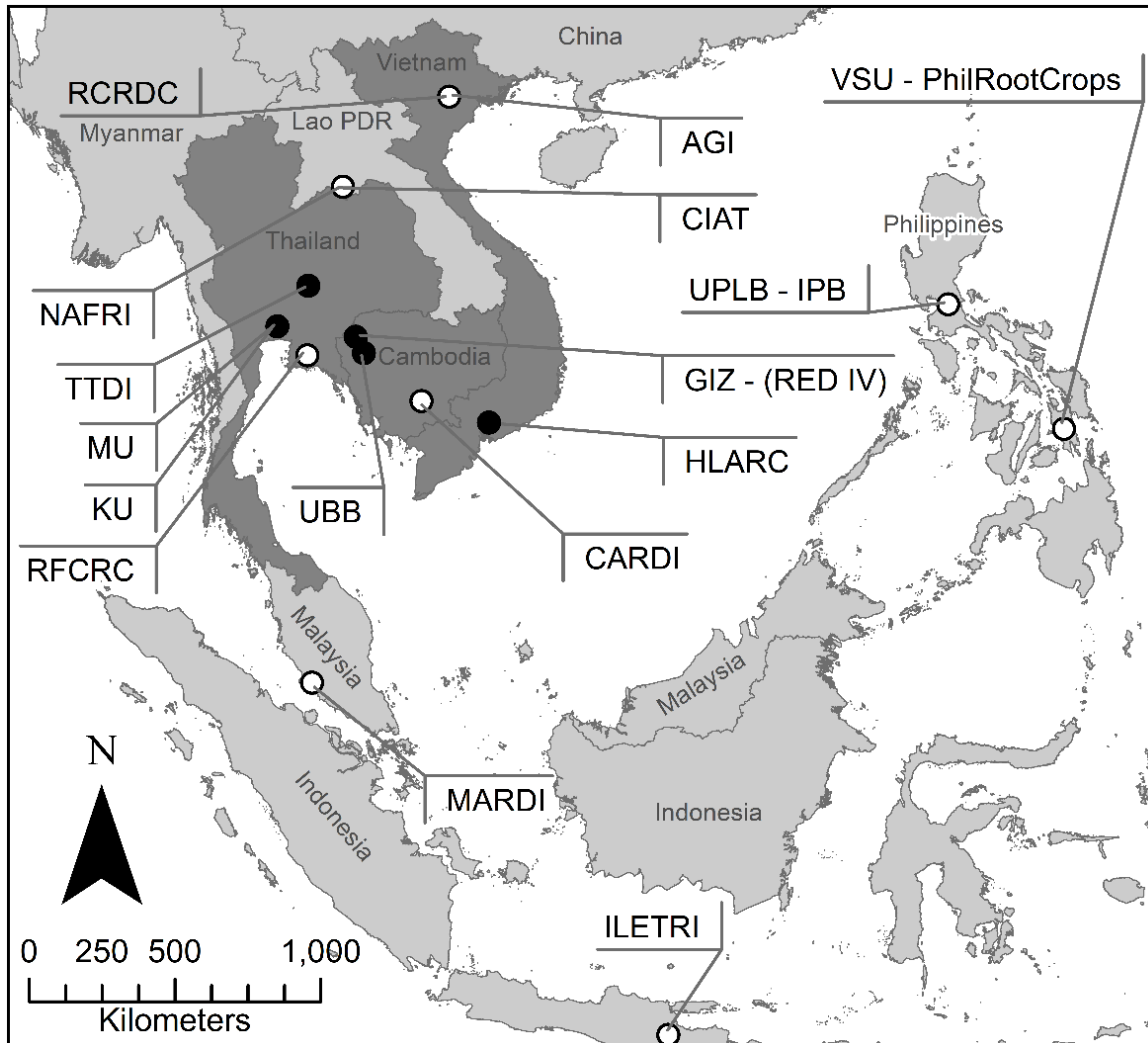 China
Vietnam
RCRDC
VSU - PhilRootCrops
Myanmar
Lao PDR
AGI
CIAT
Thailand
Philippines
NAFRI
UPLB - IPB
TTDI
Cambodia
GIZ - (RED IV)
MU
HLARC
KU
UBB
RFCRC
CARDI
Malaysia
Malaysia
N
MARDI
Indonesia
Indonesia
ILETRI
0 250 500 1,000
Kilometers